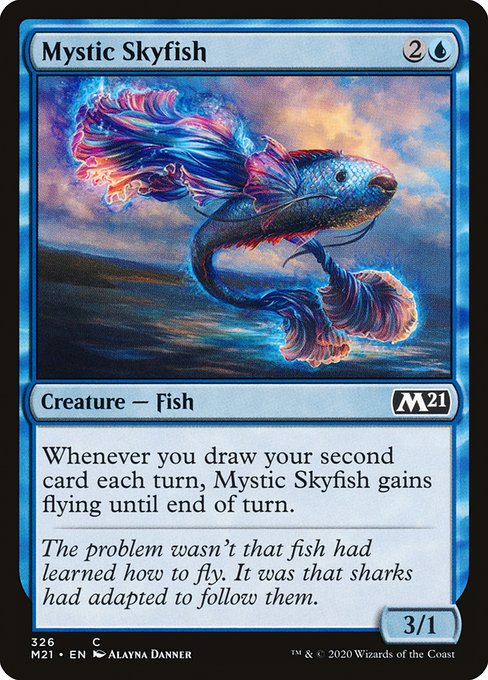 Mystic Skyfish 2
Creature — Fish M21
Whenever you draw your second
card each turn, Mystic Skyfish gains
flying until end of turn.
The problem wasn't that fish had
learned how to fly. It was that sharks
had adapted to follow them.
3/1
326 C
M21 • EN ALAYNA DANNER ™ & © 2020 Wizards of the Coast